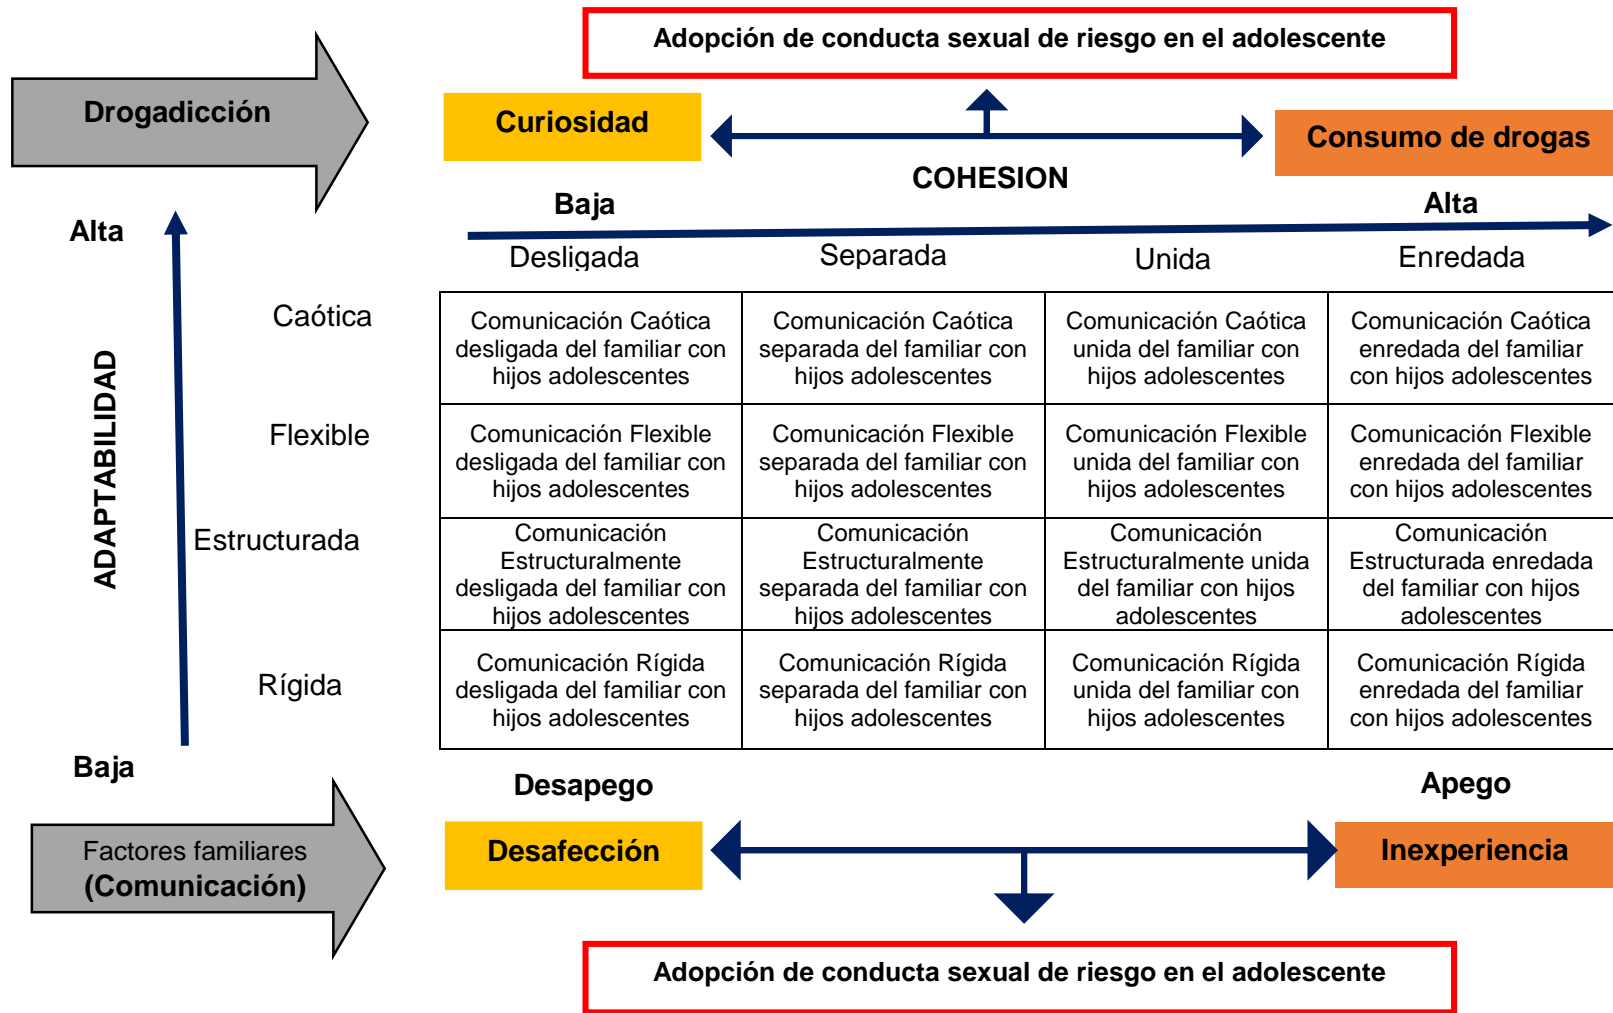 Adopción de conducta sexual de riesgo en el adolescente
Drogadicción
Curiosidad
Consumo de drogas
COHESION
Baja
Alta
Alta
Desligada
Separada
Unida
Enredada
ADAPTABILIDAD
Caótica
Comunicación Caótica
desligada del familiar con
hijos adolescentes
Comunicación Caótica
separada del familiar con
hijos adolescentes
Comunicación Caótica
unida del familiar con
hijos adolescentes
Comunicación Caótica
enredada del familiar
con hijos adolescentes
Flexible
Comunicación Flexible
desligada del familiar con
hijos adolescentes
Comunicación Flexible
separada del familiar con
hijos adolescentes
Comunicación Flexible
unida del familiar con
hijos adolescentes
Comunicación Flexible
enredada del familiar
con hijos adolescentes
Estructurada
Comunicación
Estructuralmente
desligada del familiar con
hijos adolescentes
Comunicación
Estructuralmente
separada del familiar con
hijos adolescentes
Comunicación
Estructuralmente unida
del familiar con hijos
adolescentes
Comunicación
Estructurada enredada
del familiar con hijos
adolescentes
Rígida
Comunicación Rígida
desligada del familiar con
hijos adolescentes
Comunicación Rígida
separada del familiar con
hijos adolescentes
Comunicación Rígida
unida del familiar con
hijos adolescentes
Comunicación Rígida
enredada del familiar
con hijos adolescentes
Baja
Desapego
Apego
Factores familiares
(Comunicación)
Desafección
Inexperiencia
Adopción de conducta sexual de riesgo en el adolescente